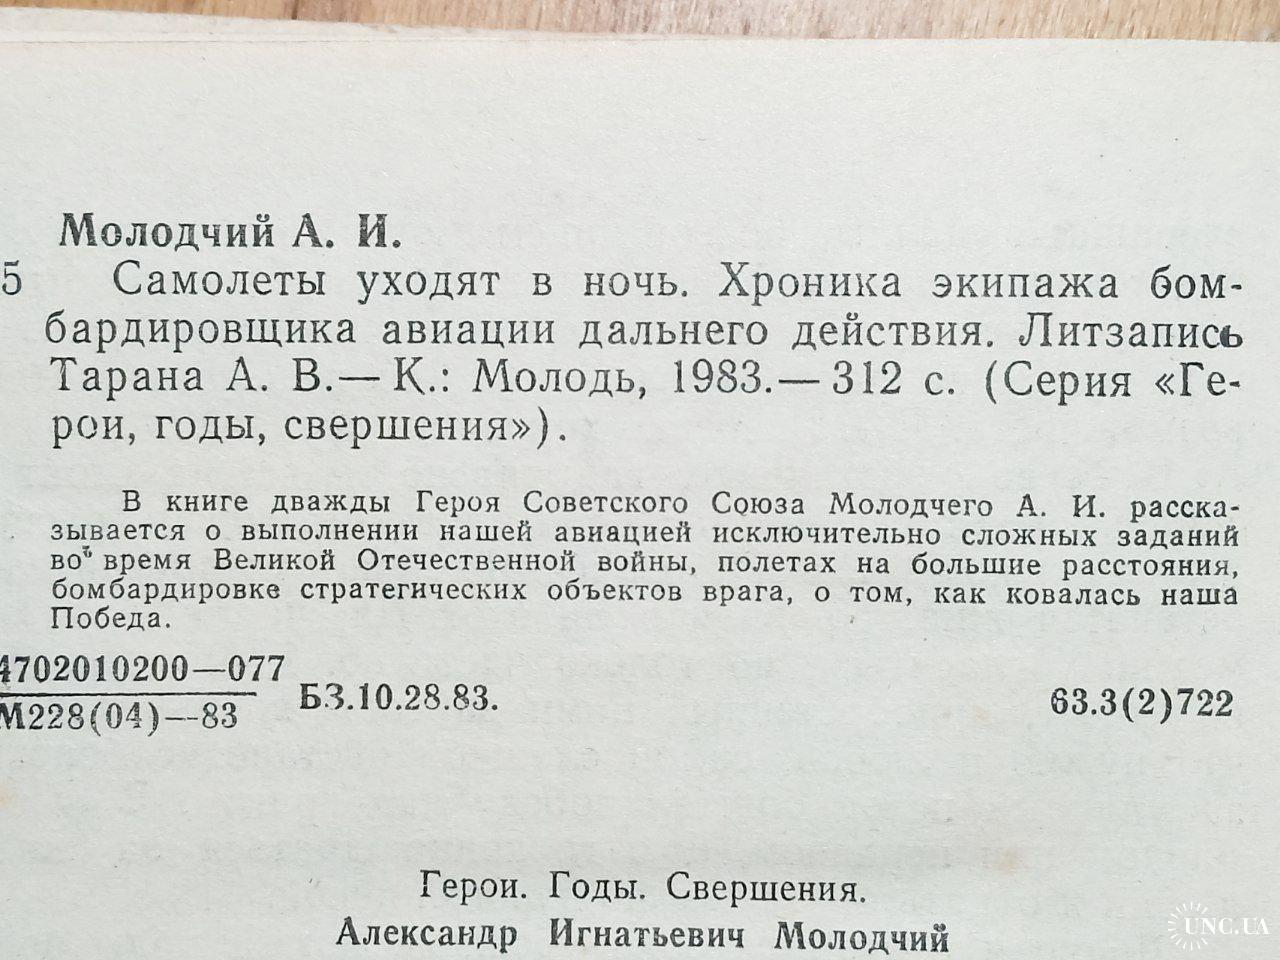 Молодчий А. И.
5 Самолеты уходят в ночь. Хроника экипажа бом-
бардировщика авиации дальнего действия. Литзапись
Тарана А. В.— К.: Молодь, 1983.— 312 с. (Серия «Ге-
рои, годы, свершения»).
В книге дважды Героя Советского Союза Молодчего А. И. расска-
зывается о выполнении нашей авиацией исключительно сложных заданий
во время Великой Отечественной войны, полетах на большие расстояния,
бомбардировке стратегических объектов врага, о том, как ковалась наша
Победа.
4702010200—077
М228(04)—83
БЗ.10.28.83.
63.3(2)722
Герои. Годы. Свершения.
Александр Игнатьевич Молодчий
UNC.UA